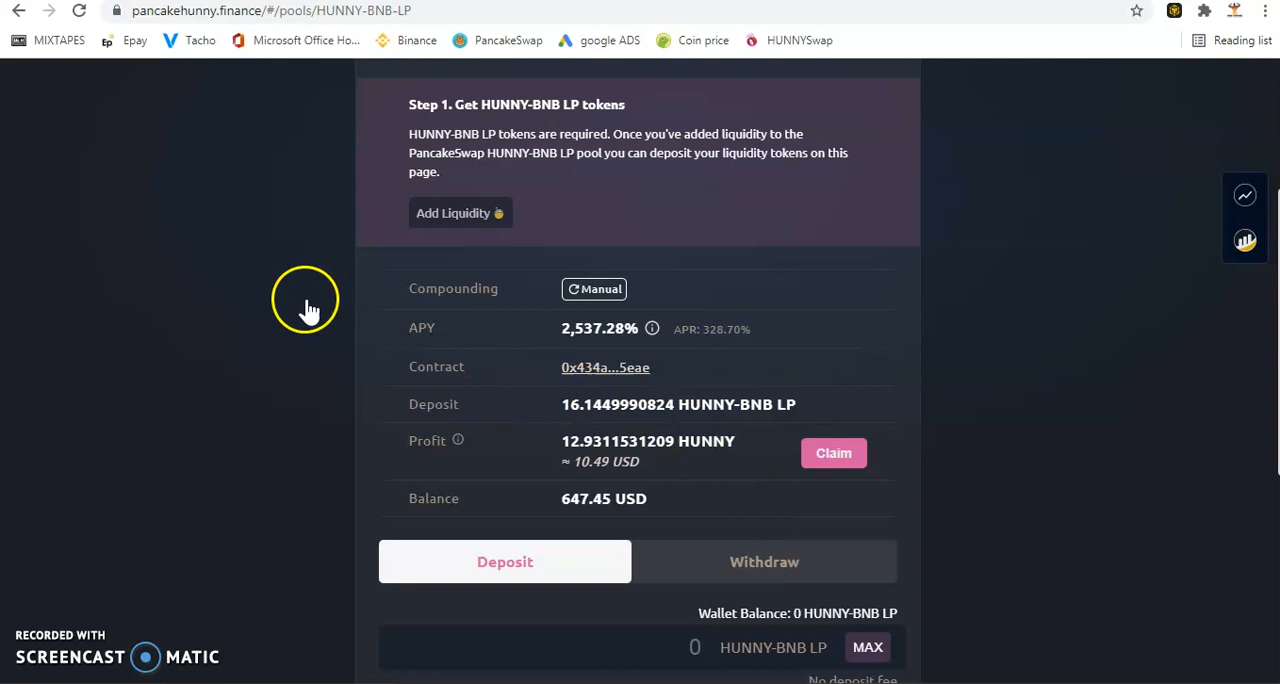 pancakehunny.finance/#/pools/HUNNY-BNB-LP
MIXTAPES Epay Tacho Microsoft Office Ho... Binance PancakeSwap google ADS Coin price HUNNYSwap Reading list
Step 1. Get HUNNY-BNB LP tokens
HUNNY-BNB LP tokens are required. Once you've added liquidity to the
PancakeSwap HUNNY-BNB LP pool you can deposit your liquidity tokens on this
page.
Add Liquidity
Compounding Manual
APY 2,537.28% APR: 328.70%
Contract 0x434a...5eae
Deposit 16.1449990824 HUNNY-BNB LP
Profit 12.9311531209 HUNNY
≈ 10.49 USD
Claim
Balance 647.45 USD
Deposit Withdraw
Wallet Balance: 0 HUNNY-BNB LP
0 HUNNY-BNB LP MAX
No deposit fee
RECORDED WITH
SCREENCAST MATIC